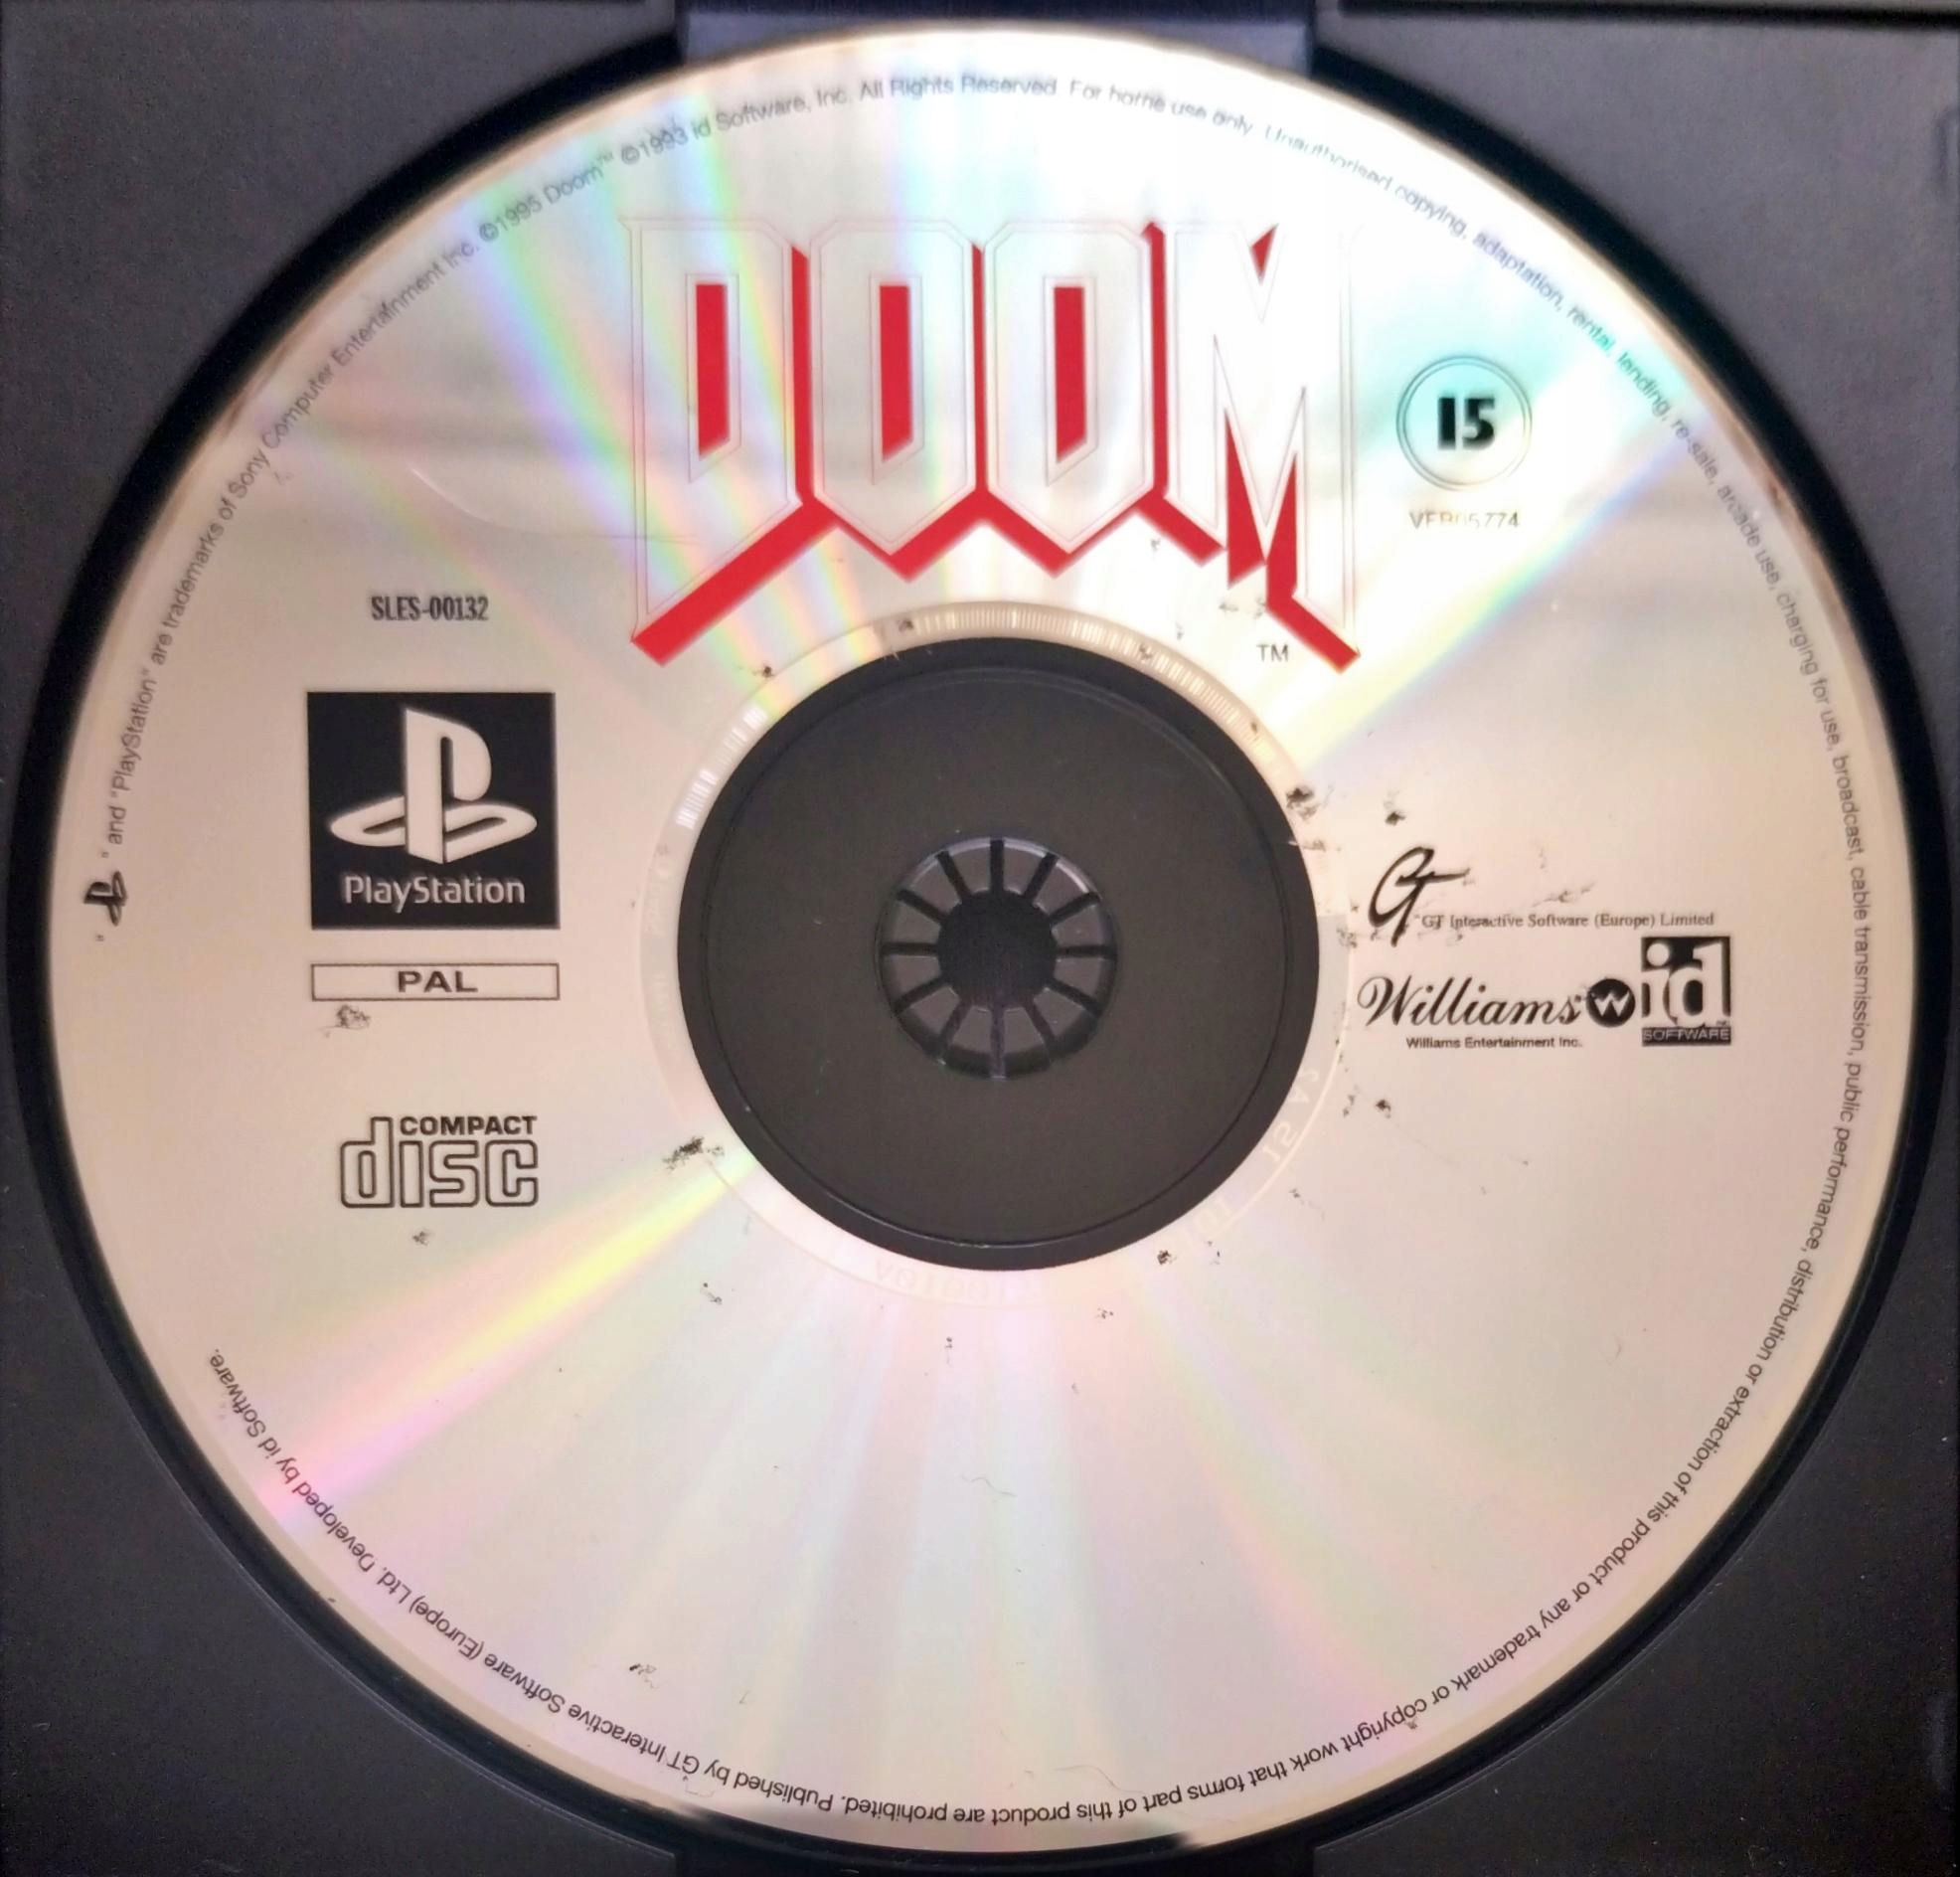 " " and "PlayStation" are trademarks of Sony Computer Entertainment Inc. ©1995 Doom™ ©1993 id Software, Inc. All Rights Reserved. For home use only. Unauthorised copying, adaptation, rental, lending, re-sale, arcade use, charging for use, broadcast, cable transmission, public performance, distribution or extraction of this product or any trademark or copyright work that forms part of this product are prohibited. Published by GT Interactive Software (Europe) Ltd. Developed by id Software.
DOOM
TM
15
VFB05774
SLES-00132
PlayStation
PAL
COMPACT
disc
GT
GT Interactive Software (Europe) Limited
Williams W
Williams Entertainment Inc.
id
SOFTWARE